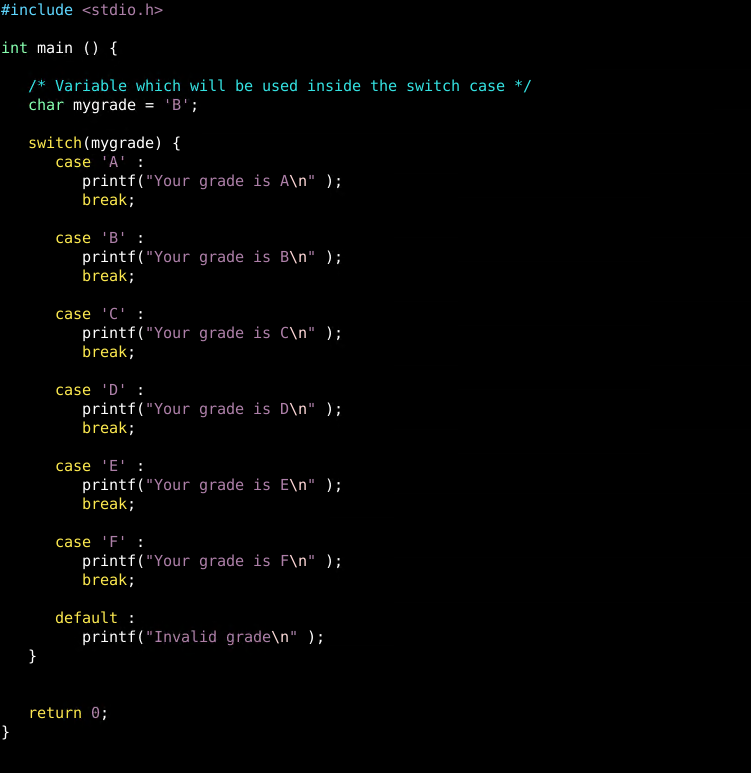 #include <stdio.h>

int main () {

   /* Variable which will be used inside the switch case */
   char mygrade = 'B';

   switch(mygrade) {
      case 'A' :
         printf("Your grade is A\n" );
         break;

      case 'B' :
         printf("Your grade is B\n" );
         break;

      case 'C' :
         printf("Your grade is C\n" );
         break;

      case 'D' :
         printf("Your grade is D\n" );
         break;

      case 'E' :
         printf("Your grade is E\n" );
         break;

      case 'F' :
         printf("Your grade is F\n" );
         break;

      default :
         printf("Invalid grade\n" );
   }


   return 0;
}